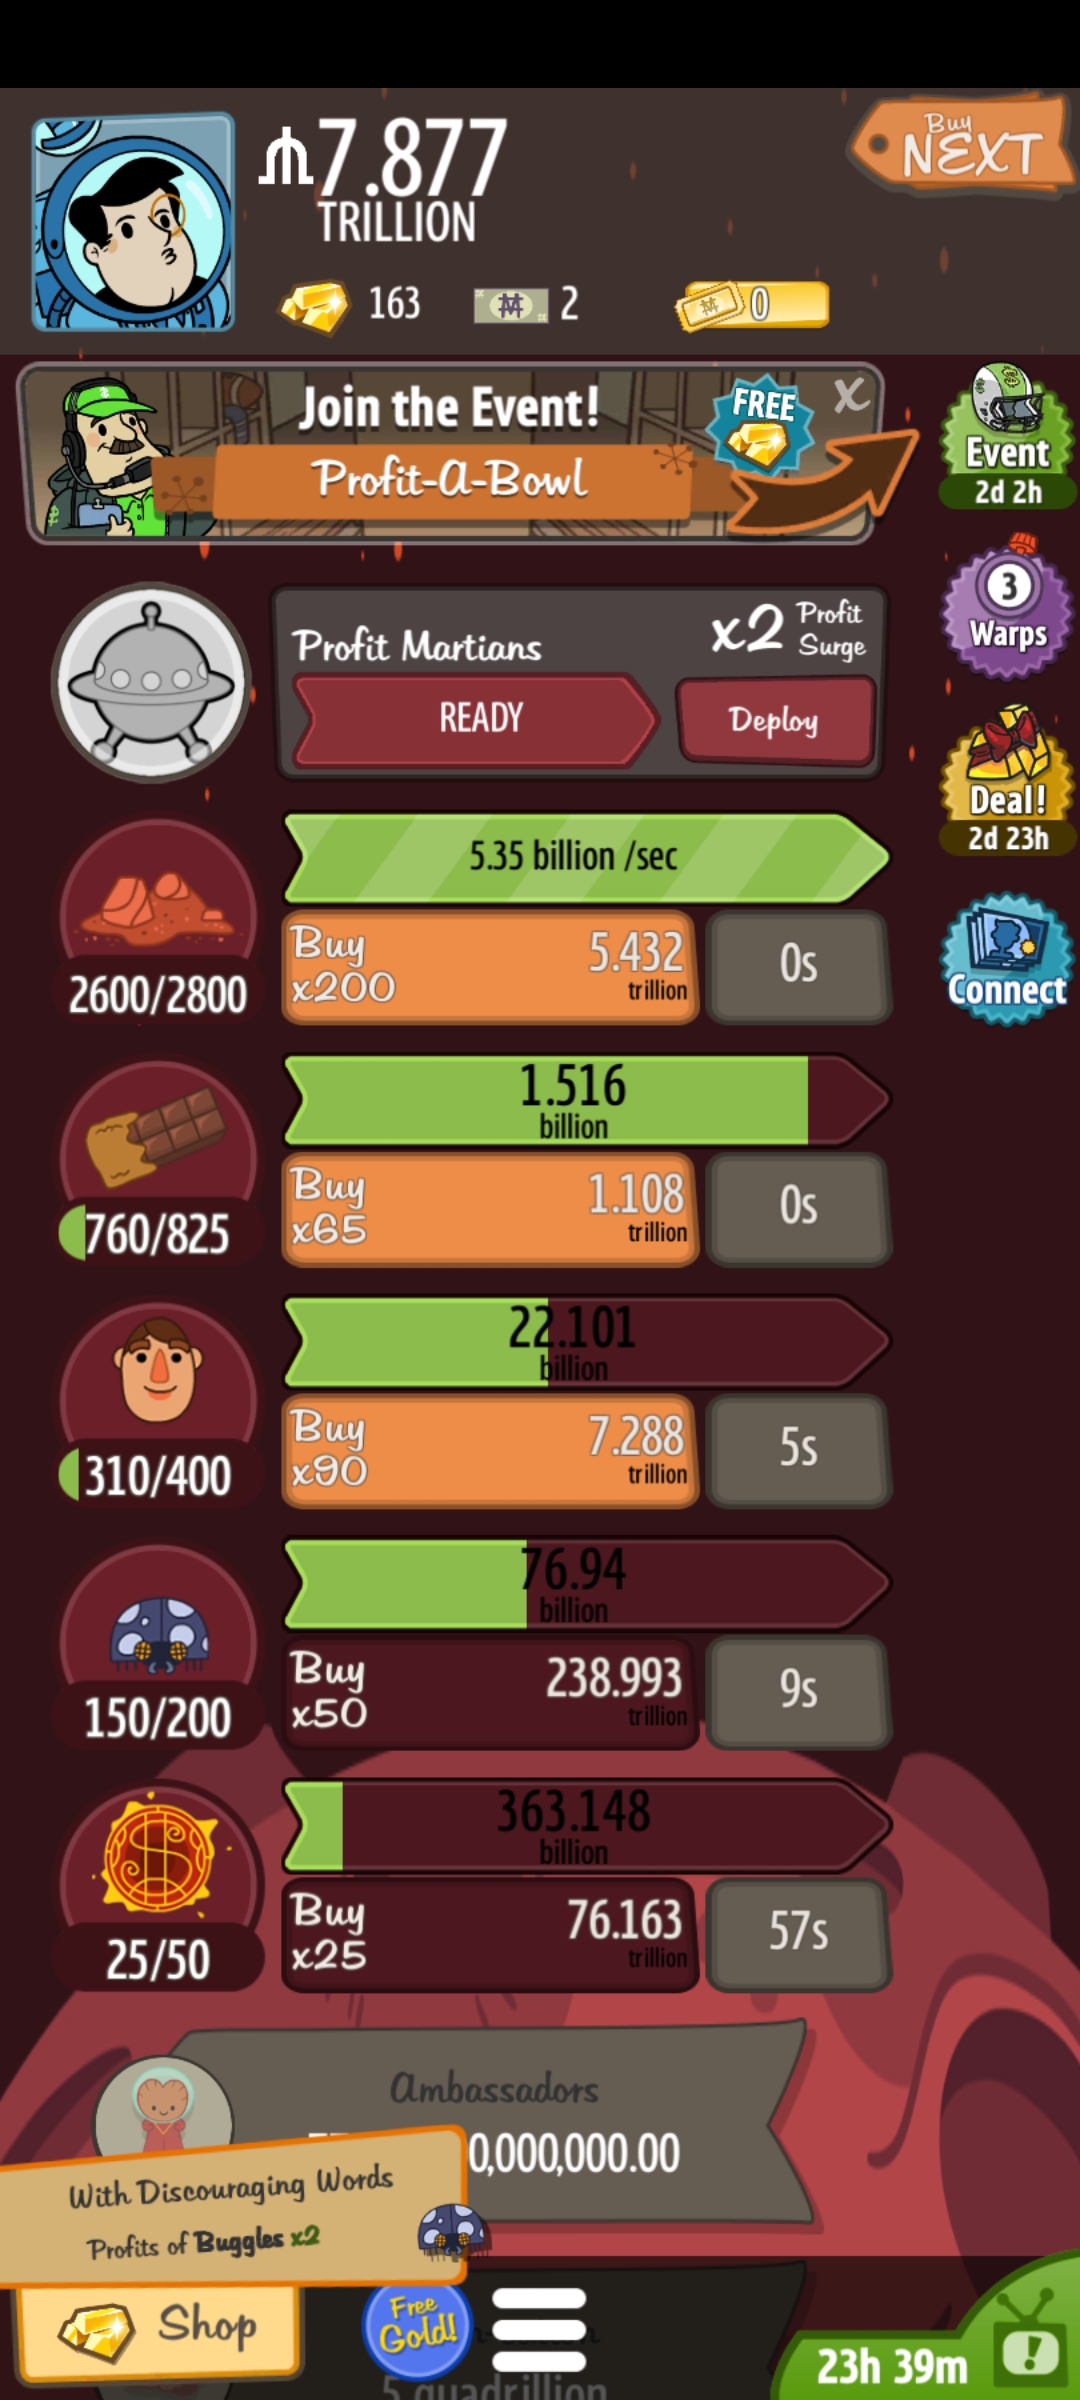 7.877
TRILLION
Buy
NEXT
163
2
0
Join the Event!
Profit-A-Bowl
FREE
X
Event
2d 2h
3
Warps
Profit Martians
x2 Profit Surge
READY
Deploy
Deal!
2d 23h
5.35 billion /sec
Buy x200
5.432 trillion
0s
2600/2800
Connect
1.516
billion
Buy x65
1.108 trillion
0s
760/825
22.101
billion
Buy x90
7.288 trillion
5s
310/400
76.94
billion
Buy x50
238.993 trillion
9s
150/200
363.148
billion
Buy x25
76.163 trillion
57s
25/50
Ambassadors
0,000,000.00
With Discouraging Words
Profits of Buggles x2
Shop
Free Gold!
5 quadrillion
23h 39m